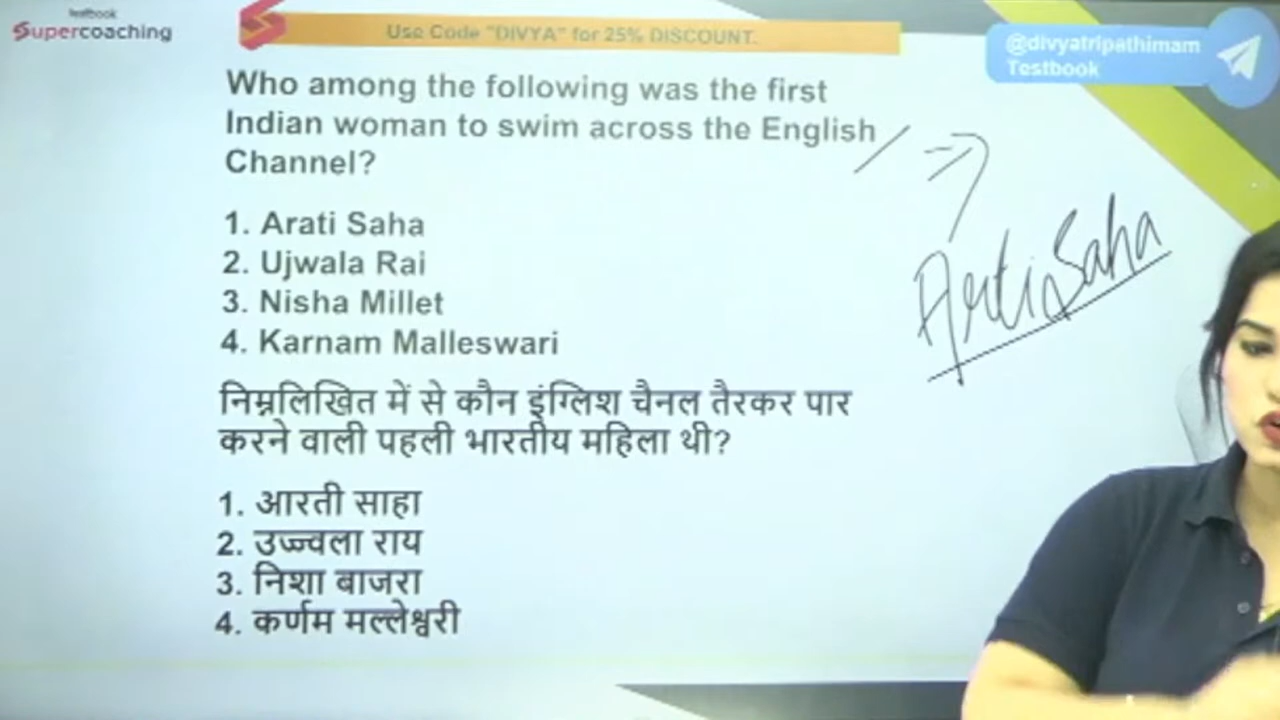 testbook
Supercoaching
Use Code "DIVYA" for 25% DISCOUNT.
@divyatripathimam
Testbook
Who among the following was the first
Indian woman to swim across the English
Channel?
1. Arati Saha
2. Ujwala Rai
3. Nisha Millet
4. Karnam Malleswari
Arti Saha
निम्नलिखित में से कौन इंग्लिश चैनल तैरकर पार
करने वाली पहली भारतीय महिला थी?
1. आरती साहा
2. उज्ज्वला राय
3. निशा बाजरा
4. कर्णम मल्लेश्वरी